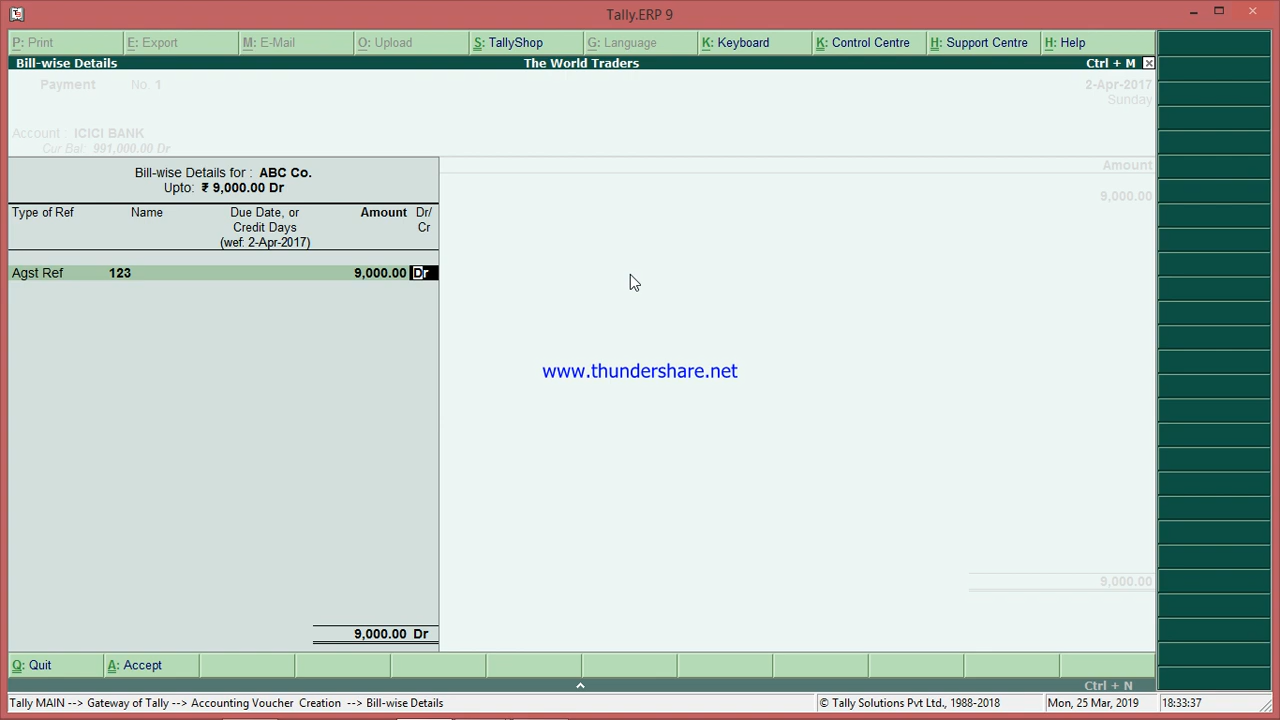 Tally.ERP 9
P: Print E: Export M: E-Mail O: Upload S: TallyShop G: Language K: Keyboard K: Control Centre H: Support Centre H: Help
Bill-wise Details The World Traders Ctrl + M
Payment No. 1 2-Apr-2017
Sunday
Account : ICICI BANK
Cur Bal: 991,000.00 Dr
Amount
9,000.00
Bill-wise Details for : ABC Co.
Upto: ₹ 9,000.00 Dr
Type of Ref Name Due Date, or Amount Dr/
Credit Days Cr
(wef: 2-Apr-2017)
Agst Ref 123 9,000.00 Dr
www.thundershare.net
9,000.00
9,000.00 Dr
Q: Quit A: Accept
Ctrl + N
Tally MAIN --> Gateway of Tally --> Accounting Voucher Creation --> Bill-wise Details © Tally Solutions Pvt Ltd., 1988-2018 Mon, 25 Mar, 2019 18:33:37